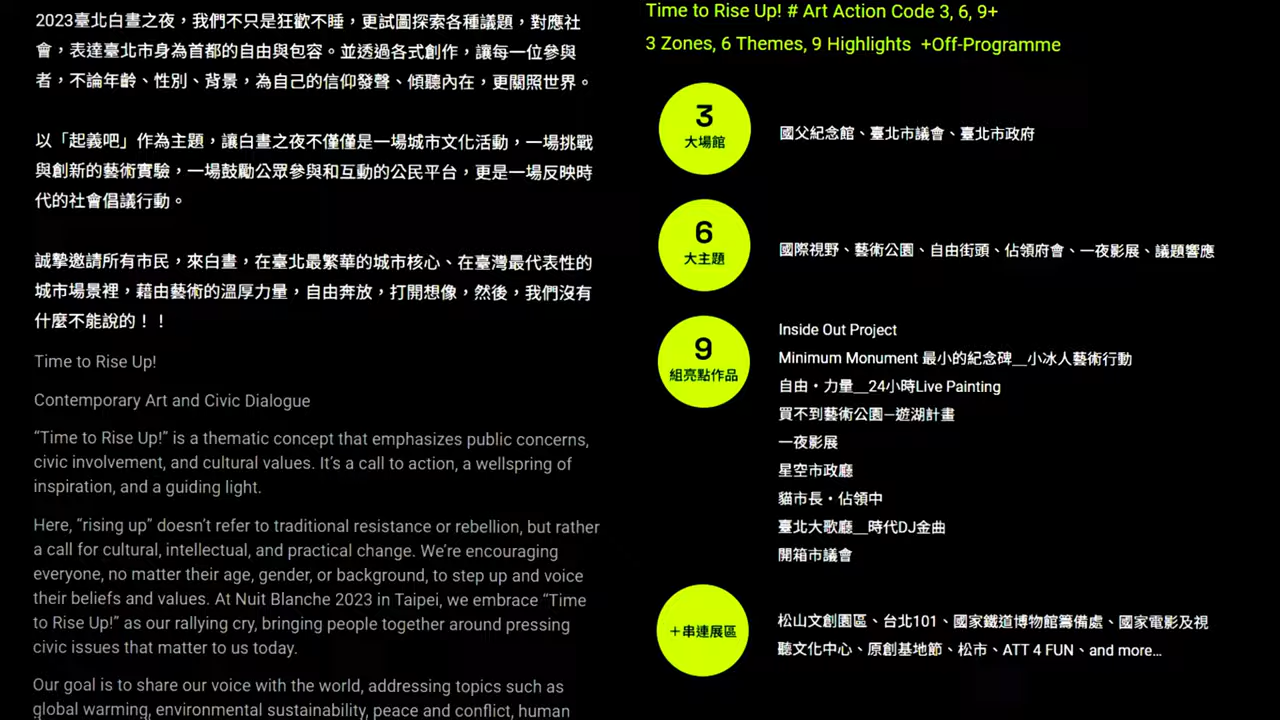 2023臺北白晝之夜，我們不只是狂歡不睡，更試圖探索各種議題，對應社
會，表達臺北市身為首都的自由與包容。並透過各式創作，讓每一位參與
者，不論年齡、性別、背景，為自己的信仰發聲、傾聽內在，更關照世界。
以「起義吧」作為主題，讓白晝之夜不僅僅是一場城市文化活動，一場挑戰
與創新的藝術實驗，一場鼓勵公眾參與和互動的公民平台，更是一場反映時
代的社會倡議行動。
誠摯邀請所有市民，來白晝，在臺北最繁華的城市核心、在臺灣最代表性的
城市場景裡，藉由藝術的溫厚力量，自由奔放，打開想像，然後，我們沒有
什麼不能說的！！
Time to Rise Up!
Contemporary Art and Civic Dialogue
“Time to Rise Up!” is a thematic concept that emphasizes public concerns,
civic involvement, and cultural values. It’s a call to action, a wellspring of
inspiration, and a guiding light.
Here, “rising up” doesn’t refer to traditional resistance or rebellion, but rather
a call for cultural, intellectual, and practical change. We’re encouraging
everyone, no matter their age, gender, or background, to step up and voice
their beliefs and values. At Nuit Blanche 2023 in Taipei, we embrace “Time
to Rise Up!” as our rallying cry, bringing people together around pressing
civic issues that matter to us today.
Our goal is to share our voice with the world, addressing topics such as
global warming, environmental sustainability, peace and conflict, human
Time to Rise Up! # Art Action Code 3, 6, 9+
3 Zones, 6 Themes, 9 Highlights +Off-Programme
3
大場館
國父紀念館、臺北市議會、臺北市政府
6
大主題
國際視野、藝術公園、自由街頭、佔領府會、一夜影展、議題響應
9
組亮點作品
Inside Out Project
Minimum Monument 最小的紀念碑__小冰人藝術行動
自由・力量__24小時Live Painting
買不到藝術公園—遊湖計畫
一夜影展
星空市政廳
貓市長・佔領中
臺北大歌廳__時代DJ金曲
開箱市議會
＋串連展區
松山文創園區、台北101、國家鐵道博物館籌備處、國家電影及視
聽文化中心、原創基地節、松市、ATT 4 FUN、and more...